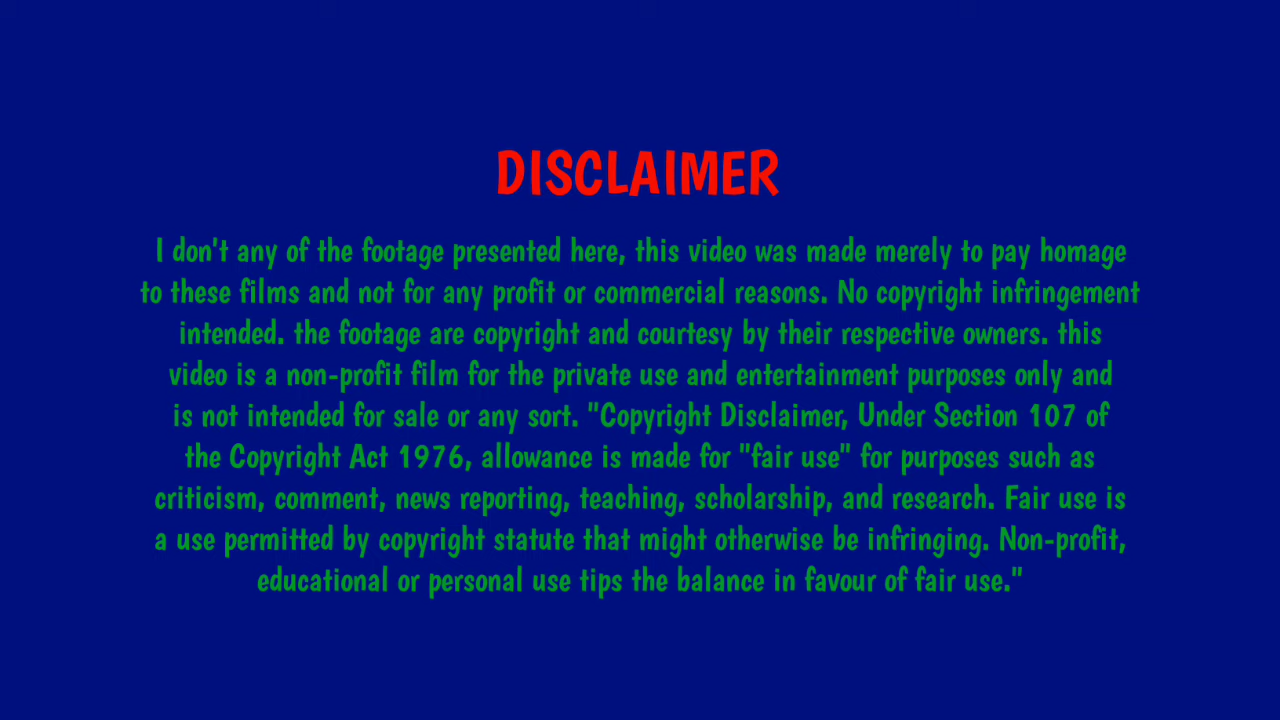 DISCLAIMER
I don't any of the footage presented here, this video was made merely to pay homage
to these films and not for any profit or commercial reasons. No copyright infringement
intended. the footage are copyright and courtesy by their respective owners. this
video is a non-profit film for the private use and entertainment purposes only and
is not intended for sale or any sort. "Copyright Disclaimer, Under Section 107 of
the Copyright Act 1976, allowance is made for "fair use" for purposes such as
criticism, comment, news reporting, teaching, scholarship, and research. Fair use is
a use permitted by copyright statute that might otherwise be infringing. Non-profit,
educational or personal use tips the balance in favour of fair use."